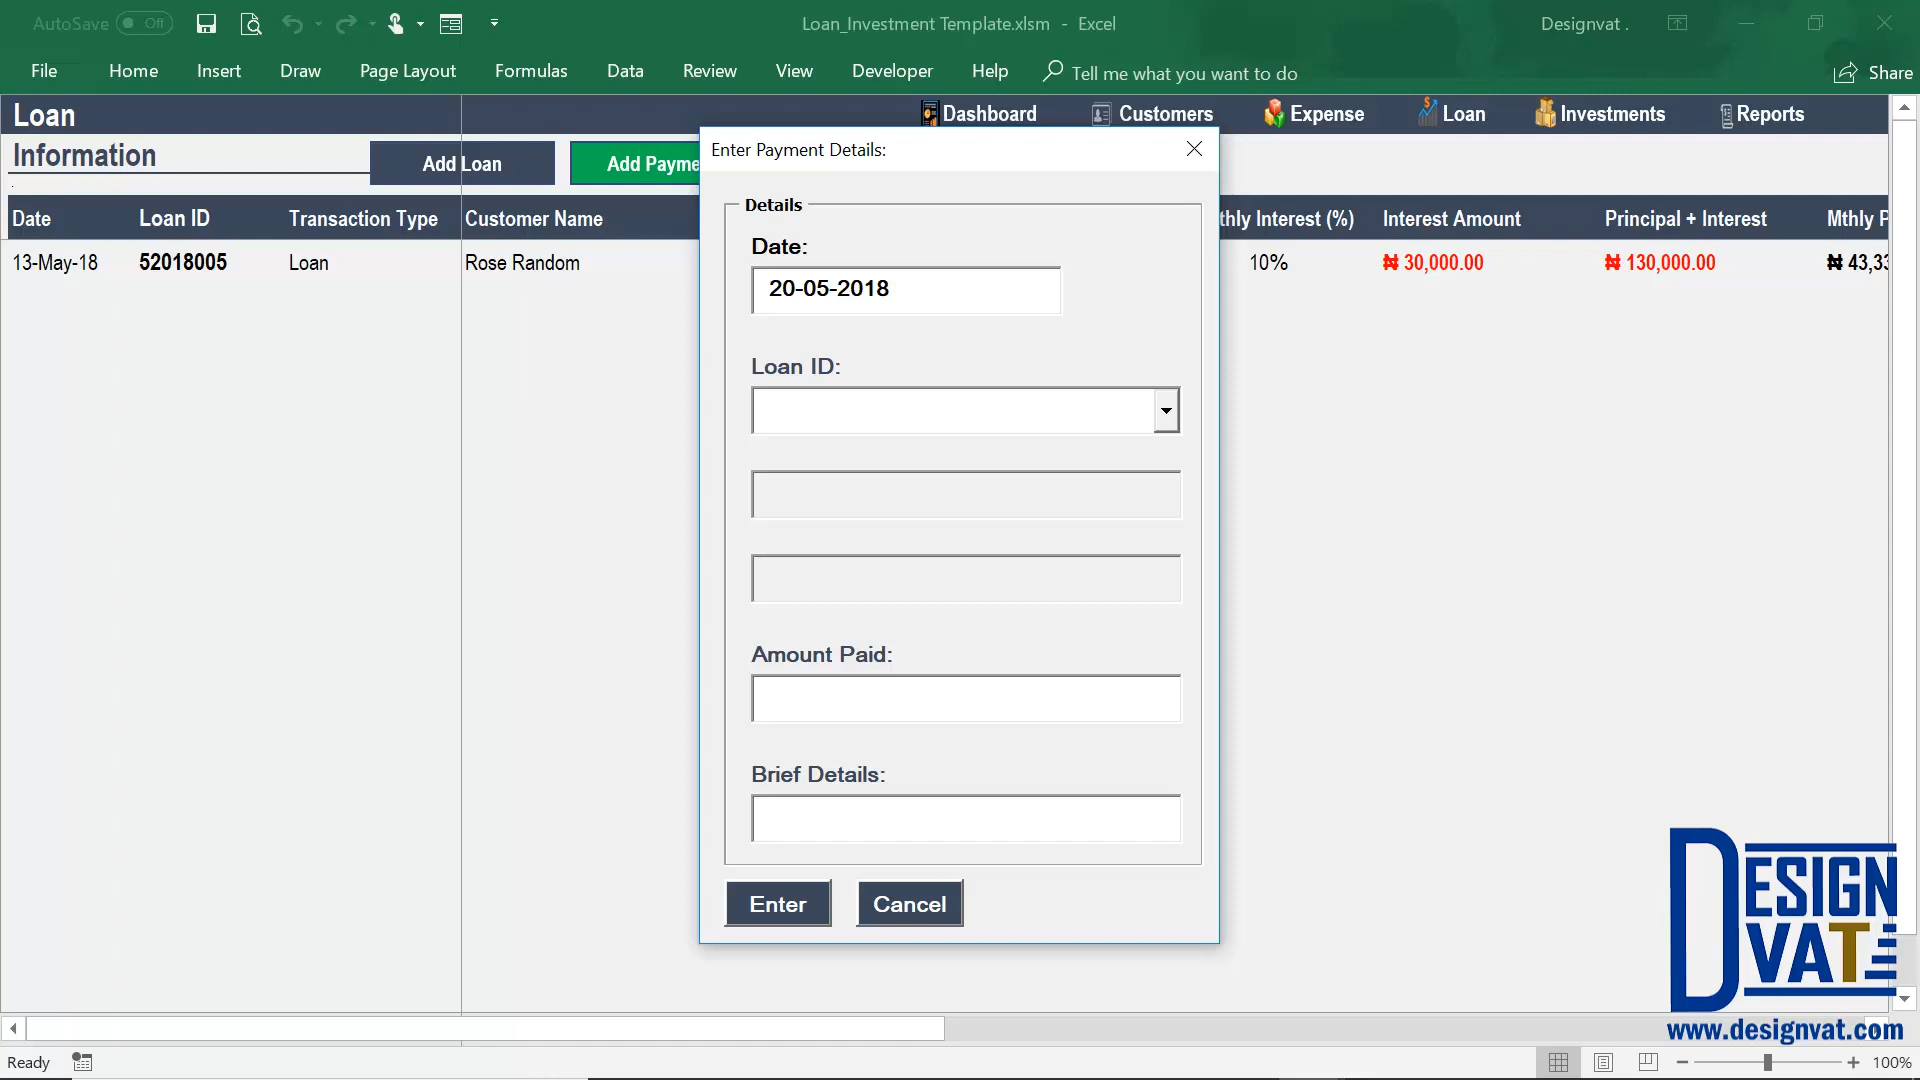 AutoSave Off
Loan_Investment Template.xlsm - Excel
Designvat .
File Home Insert Draw Page Layout Formulas Data Review View Developer Help Tell me what you want to do Share
Loan
Dashboard Customers Expense Loan Investments Reports
Information
Add Loan
Add Payme
Date Loan ID Transaction Type Customer Name thly Interest (%) Interest Amount Principal + Interest Mthly P
13-May-18 52018005 Loan Rose Random 10% ₦ 30,000.00 ₦ 130,000.00 ₦ 43,33
Enter Payment Details:
Details
Date:
20-05-2018
Loan ID:
Amount Paid:
Brief Details:
Enter Cancel
DESIGN
VAT
www.designvat.com
Ready
100%